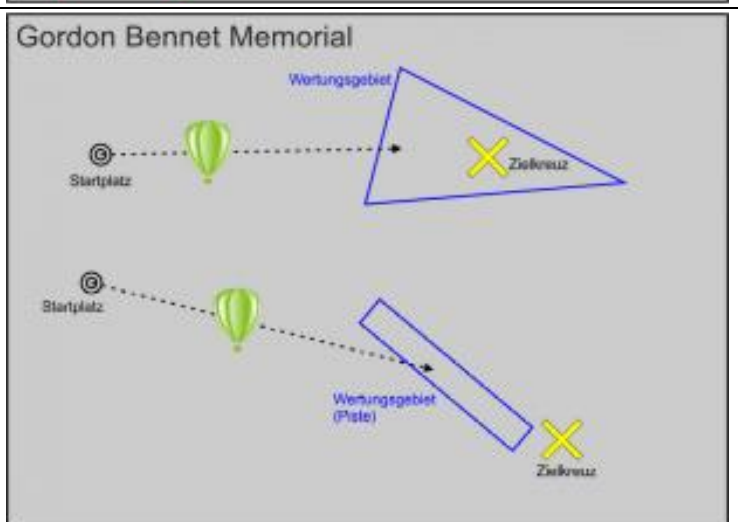 Gordon Bennet Memorial
Wertungsgebiet
Zielkreuz
Startplatz
Startplatz
Wertungsgebiet
(Piste)
Zielkreuz